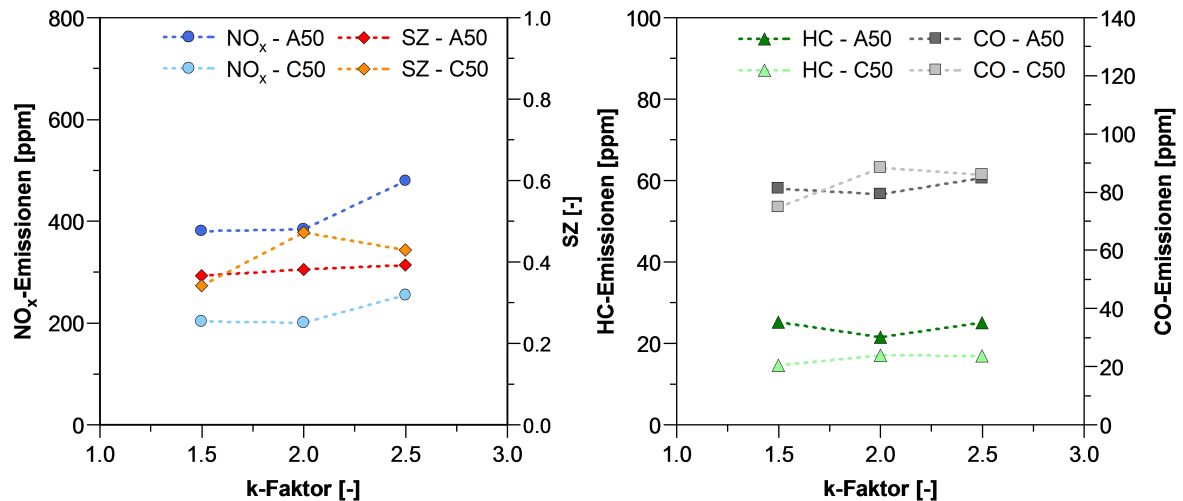 NOx - A50 SZ - A50
NOx - C50 SZ - C50
NOx-Emissionen [ppm]
800
600
400
200
0
1.0 1.5 2.0 2.5 3.0
k-Faktor [-]
1.0
0.8
0.6
0.4
0.2
0.0
SZ [-]
HC - A50 CO - A50
HC - C50 CO - C50
HC-Emissionen [ppm]
100
80
60
40
20
0
1.0 1.5 2.0 2.5 3.0
k-Faktor [-]
140
120
100
80
60
40
20
0
CO-Emissionen [ppm]